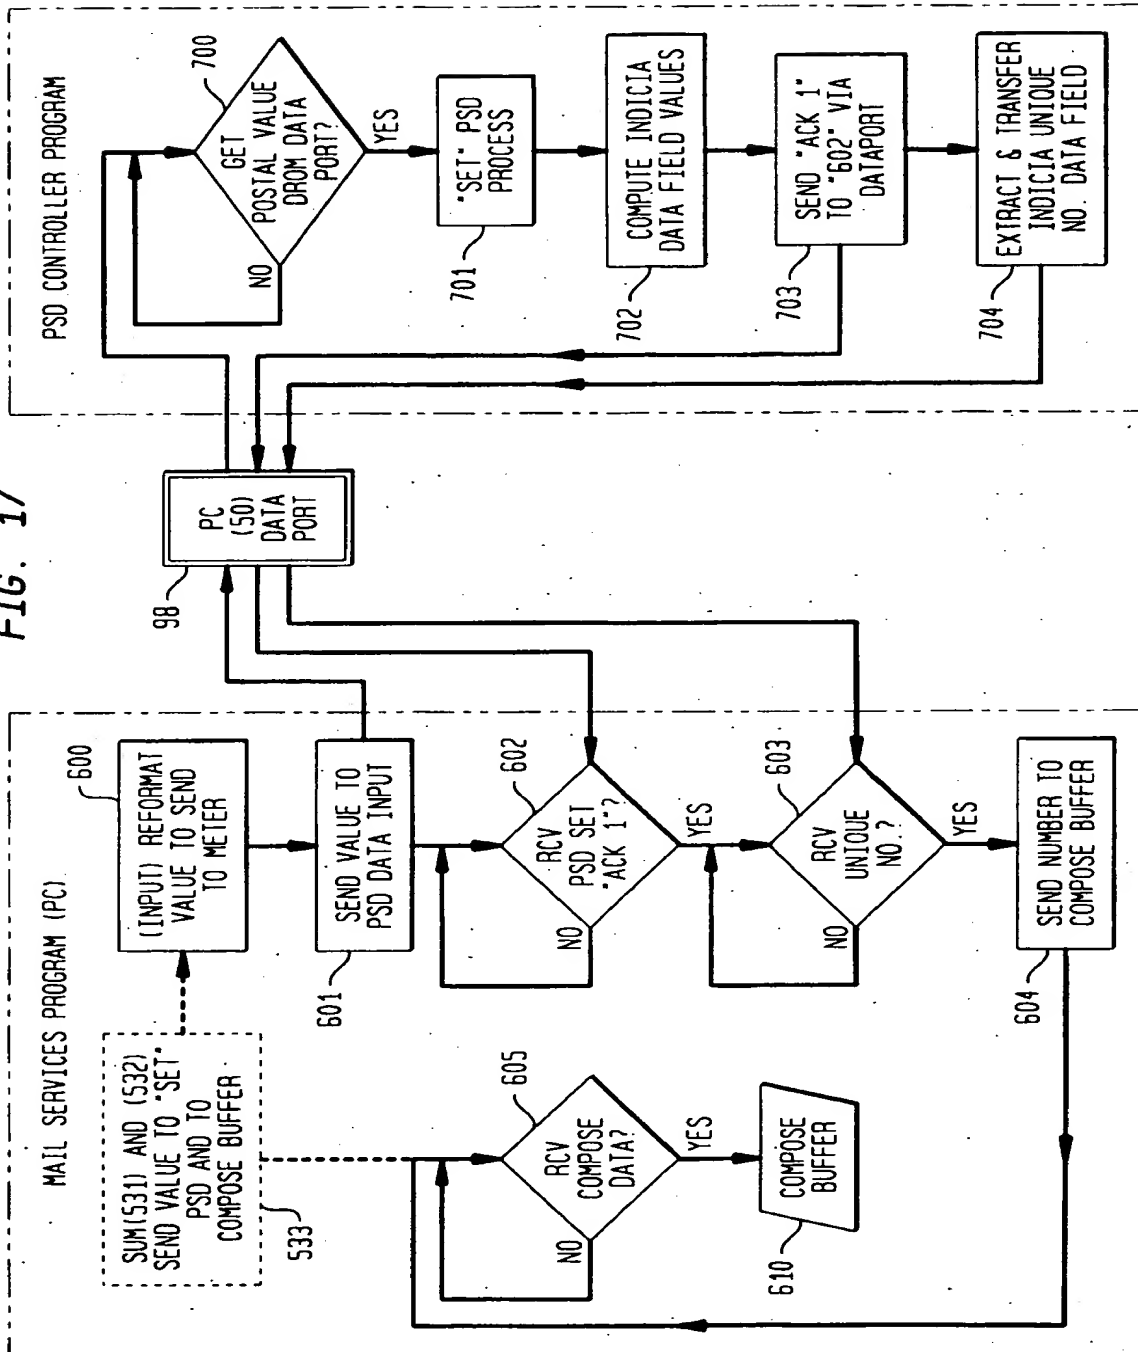 FIG. 17
MAIL SERVICES PROGRAM (PC)
SUM(531) AND (532)
SEND VALUE TO "SET"
PSD AND TO
COMPOSE BUFFER
533
(INPUT) REFORMAT
VALUE TO SEND
TO METER
600
SEND VALUE TO
PSD DATA INPUT
601
RCV
PSD SET
"ACK 1"?
602
NO
YES
RCV
UNIQUE
NO.?
603
NO
YES
SEND NUMBER TO
COMPOSE BUFFER
604
RCV
COMPOSE
DATA?
605
NO
YES
COMPOSE
BUFFER
610
PC
(50)
DATA
PORT
98
PSD CONTROLLER PROGRAM
GET
POSTAL VALUE
DROM DATA
PORT?
700
NO
YES
"SET" PSD
PROCESS
701
COMPUTE INDICIA
DATA FIELD VALUES
702
SEND "ACK 1"
TO "602" VIA
DATAPORT
703
EXTRACT & TRANSFER
INDICIA UNIQUE
NO. DATA FIELD
704